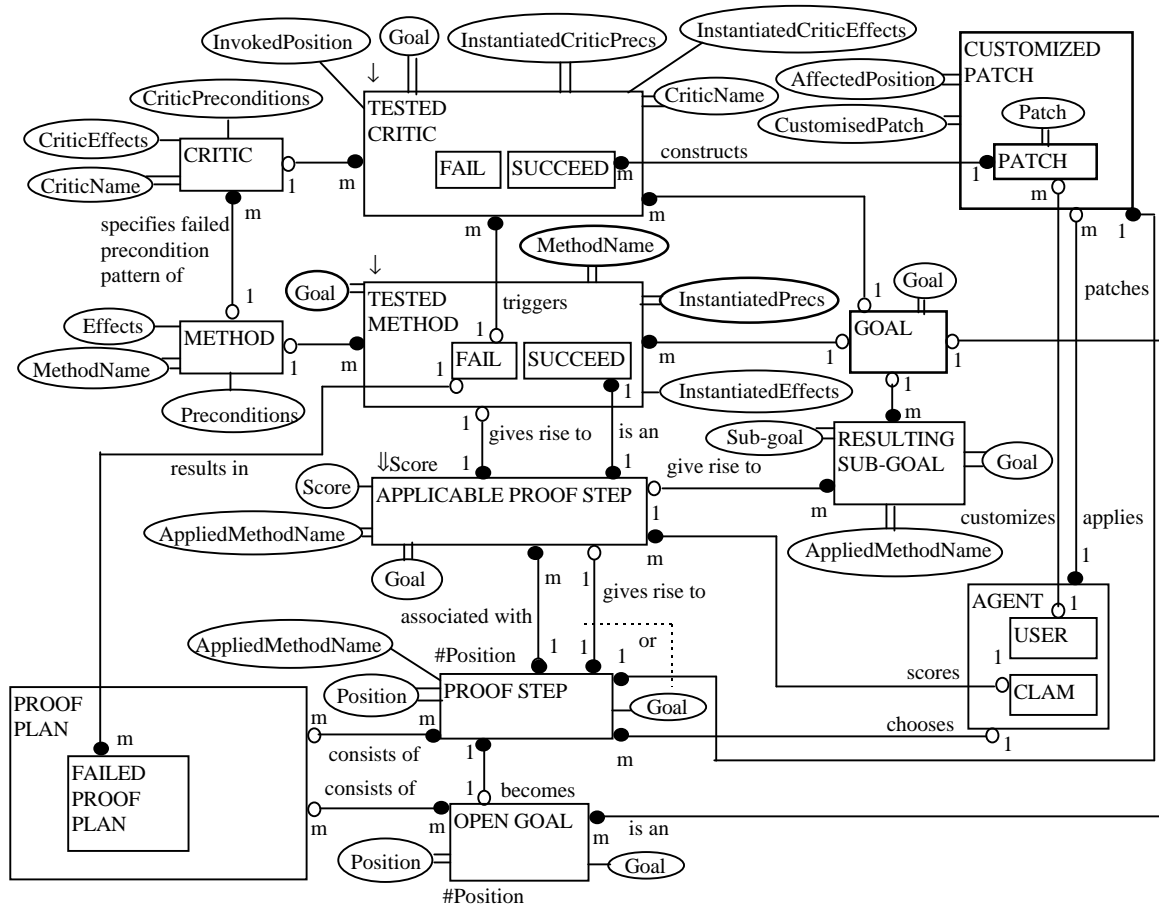 InvokedPosition
Goal
InstantiatedCriticPrecs
InstantiatedCriticEffects
CUSTOMIZED
PATCH
AffectedPosition
CustomisedPatch
Patch
PATCH
↓
TESTED
CRITIC
CriticName
CriticPreconditions
CriticEffects
CRITIC
CriticName
1
m
FAIL
SUCCEED
m
constructs
1
m
m
specifies failed
precondition
pattern of
m
m
m
1
patches
MethodName
↓
Goal
TESTED
METHOD
triggers
InstantiatedPrecs
1
Goal
1
Effects
METHOD
MethodName
1
m
Preconditions
1
FAIL
SUCCEED
1
1
m
1
GOAL
1
1
InstantiatedEffects
m
1
gives rise to
is an
1
1
Sub-goal
RESULTING
SUB-GOAL
Goal
results in
⇓Score
Score
APPLICABLE PROOF STEP
give rise to
1
m
m
AppliedMethodName
customizes
applies
AppliedMethodName
Goal
m
1
gives rise to
associated with
1
AGENT
1
USER
AppliedMethodName
#Position
1
1
or
1
1
scores
CLAM
Position
PROOF STEP
Goal
PROOF
PLAN
m
m
consists of
chooses
m
1
1
m
FAILED
PROOF
PLAN
consists of
1
becomes
m
m
OPEN GOAL
m
is an
Position
Goal
#Position